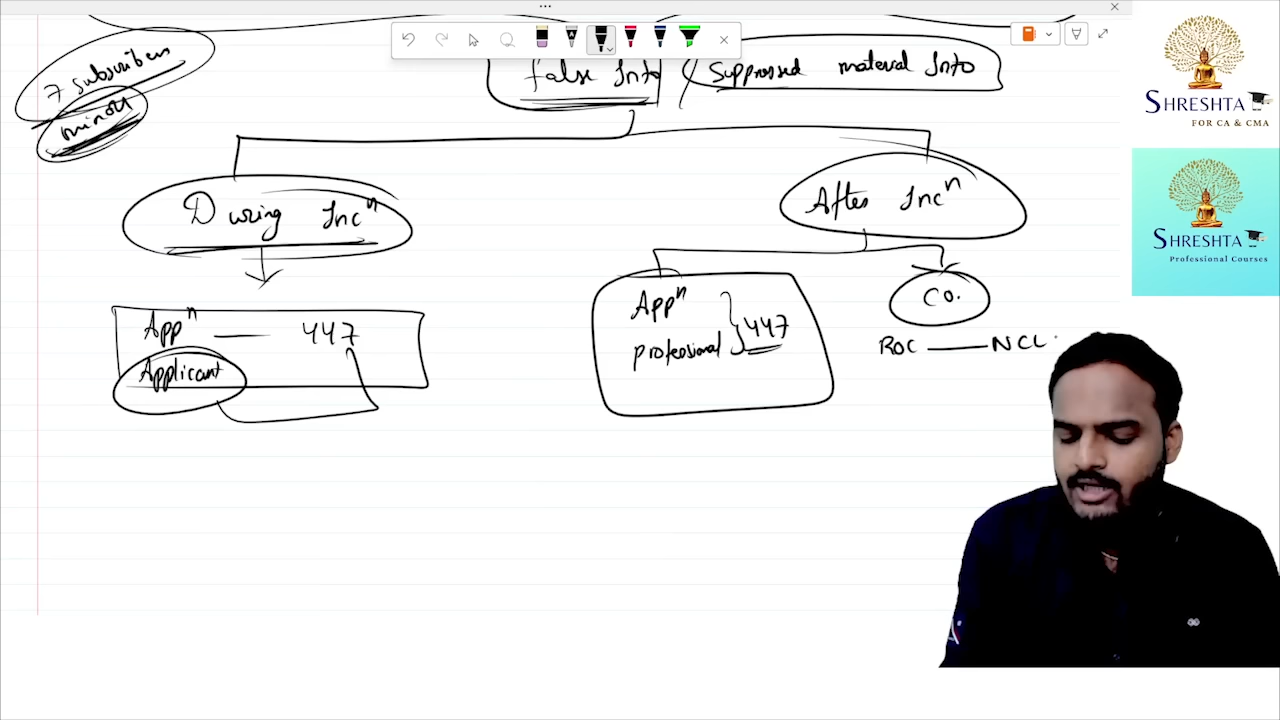 7 subscribers
minor
false Info
Suppressed material Info
During Incⁿ
After Incⁿ
Appⁿ — 447
Applicant
Appⁿ
professional } 447
Co.
ROC — NCL
SHRESHTA
FOR CA & CMA
SHRESHTA
Professional Courses